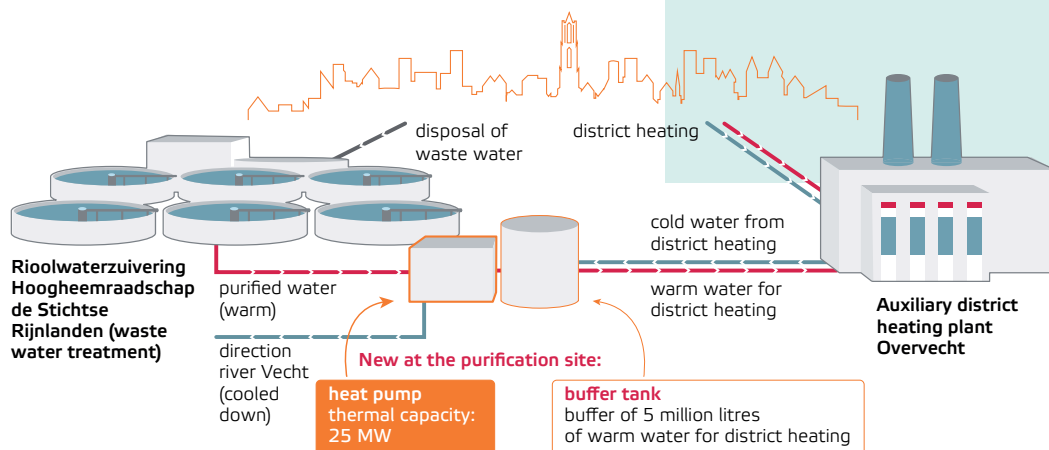 disposal of
waste water
district heating
cold water from
district heating
warm water for
district heating
Rioolwaterzuivering
Hoogheemraadschap
de Stichtse
Rijnlanden (waste
water treatment)
purified water
(warm)
direction
river Vecht
(cooled
down)
Auxiliary district
heating plant
Overvecht
New at the purification site:
heat pump
thermal capacity:
25 MW
buffer tank
buffer of 5 million litres
of warm water for district heating